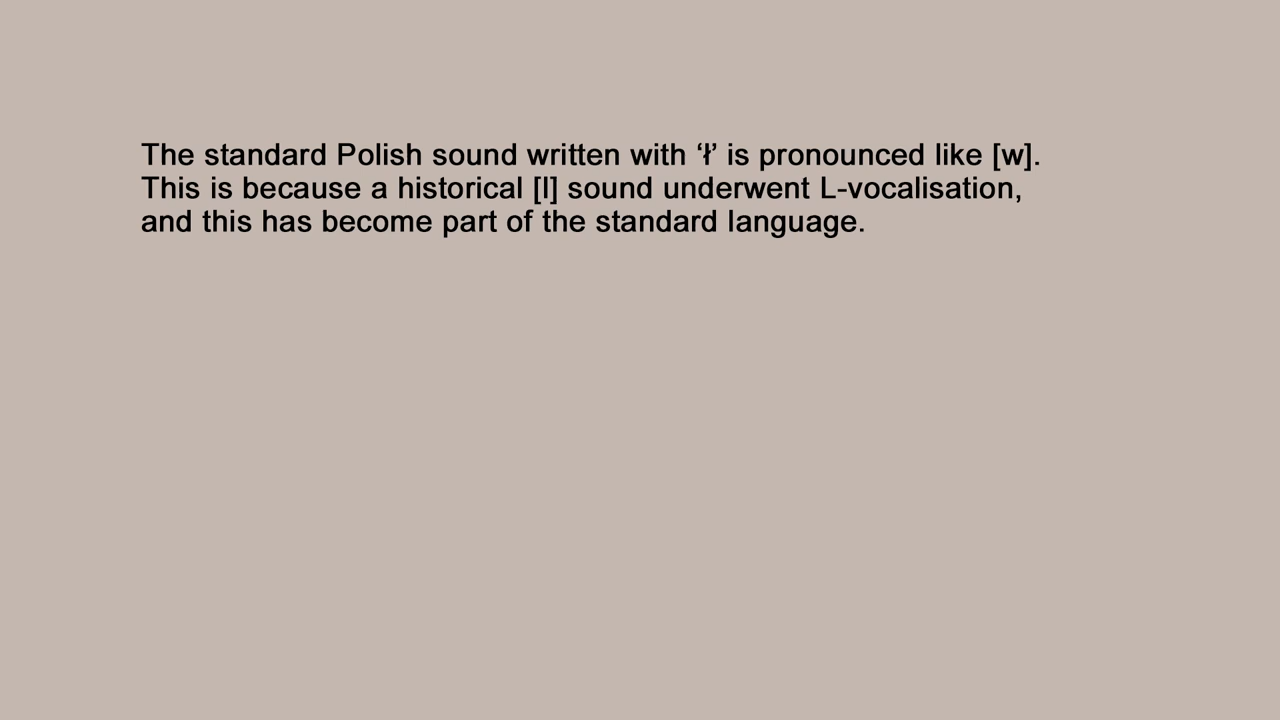 The standard Polish sound written with ‘ł’ is pronounced like [w].
This is because a historical [l] sound underwent L-vocalisation,
and this has become part of the standard language.